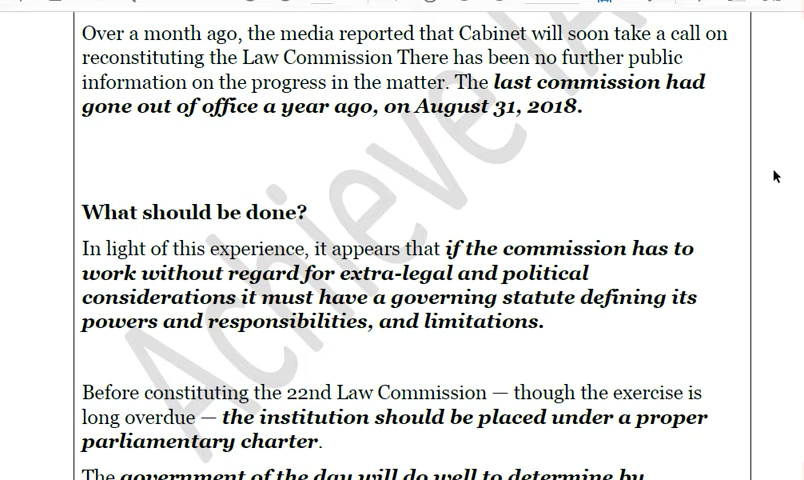 Over a month ago, the media reported that Cabinet will soon take a call on
reconstituting the Law Commission There has been no further public
information on the progress in the matter. The last commission had
gone out of office a year ago, on August 31, 2018.
What should be done?
In light of this experience, it appears that if the commission has to
work without regard for extra-legal and political
considerations it must have a governing statute defining its
powers and responsibilities, and limitations.
Before constituting the 22nd Law Commission — though the exercise is
long overdue — the institution should be placed under a proper
parliamentary charter.
The government of the day will do well to determine by
Achieve IA